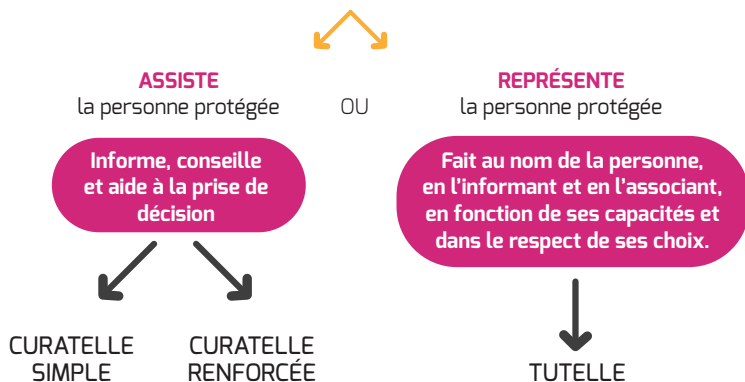 ASSISTE
la personne protégée
OU
REPRÉSENTE
la personne protégée
Informe, conseille
et aide à la prise de
décision
Fait au nom de la personne,
en l'informant et en l'associant,
en fonction de ses capacités et
dans le respect de ses choix.
CURATELLE
SIMPLE
CURATELLE
RENFORCÉE
TUTELLE